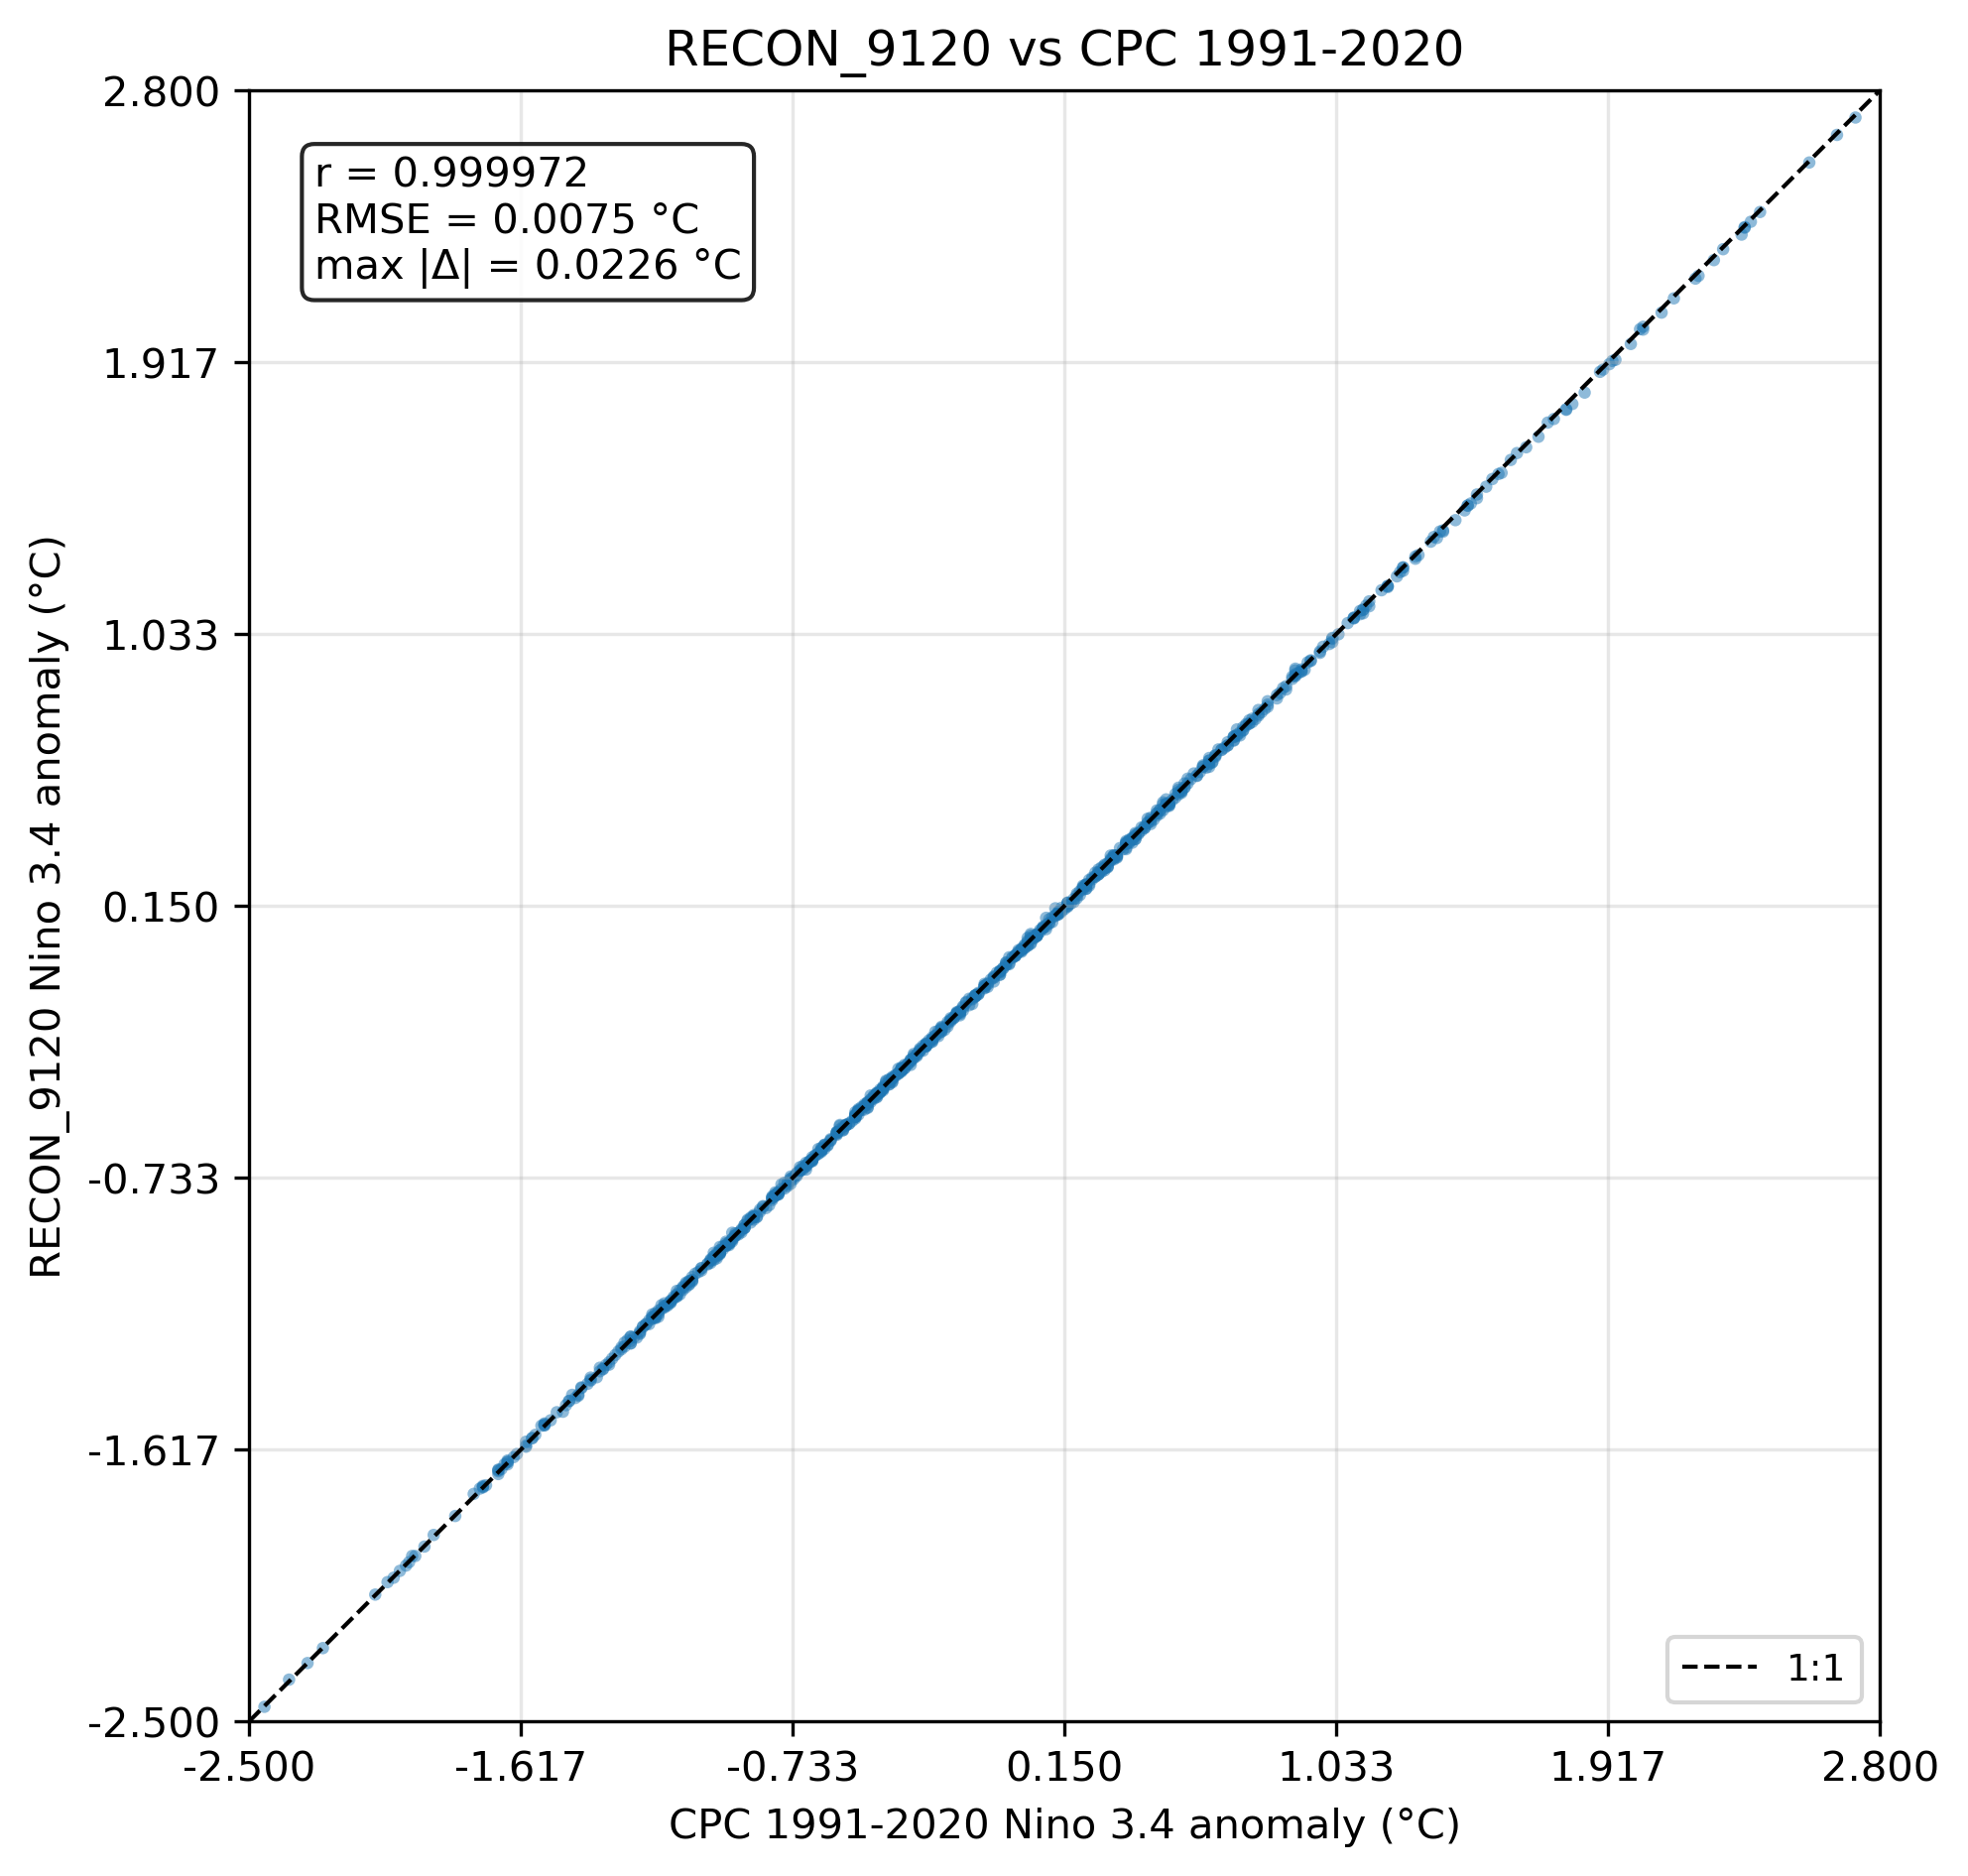 RECON_9120 vs CPC 1991-2020
r = 0.999972
RMSE = 0.0075 °C
max |Δ| = 0.0226 °C
RECON_9120 Nino 3.4 anomaly (°C)
2.800
1.917
1.033
0.150
-0.733
-1.617
-2.500
1:1
-2.500 -1.617 -0.733 0.150 1.033 1.917 2.800
CPC 1991-2020 Nino 3.4 anomaly (°C)